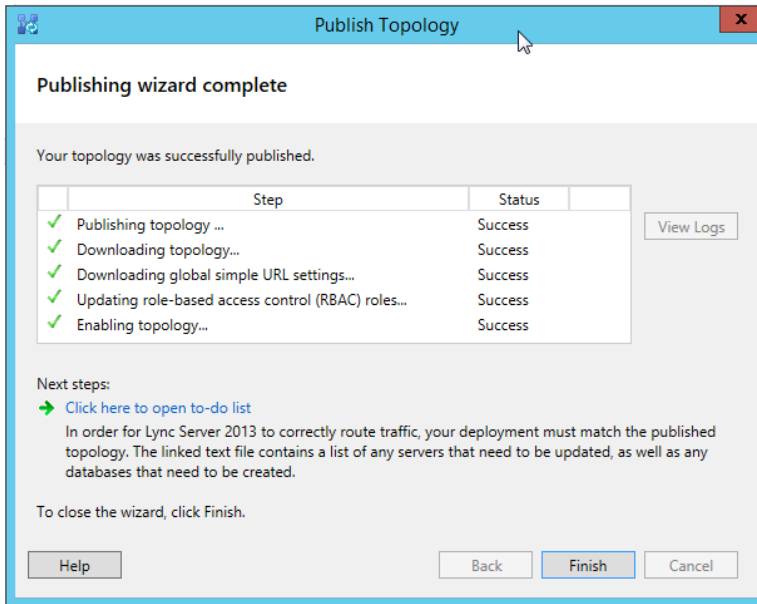 Publish Topology
x
Publishing wizard complete
Your topology was successfully published.
Step Status
Publishing topology ... Success
View Logs
Downloading topology... Success
Downloading global simple URL settings... Success
Updating role-based access control (RBAC) roles... Success
Enabling topology... Success
Next steps:
Click here to open to-do list
In order for Lync Server 2013 to correctly route traffic, your deployment must match the published
topology. The linked text file contains a list of any servers that need to be updated, as well as any
databases that need to be created.
To close the wizard, click Finish.
Help Back Finish Cancel